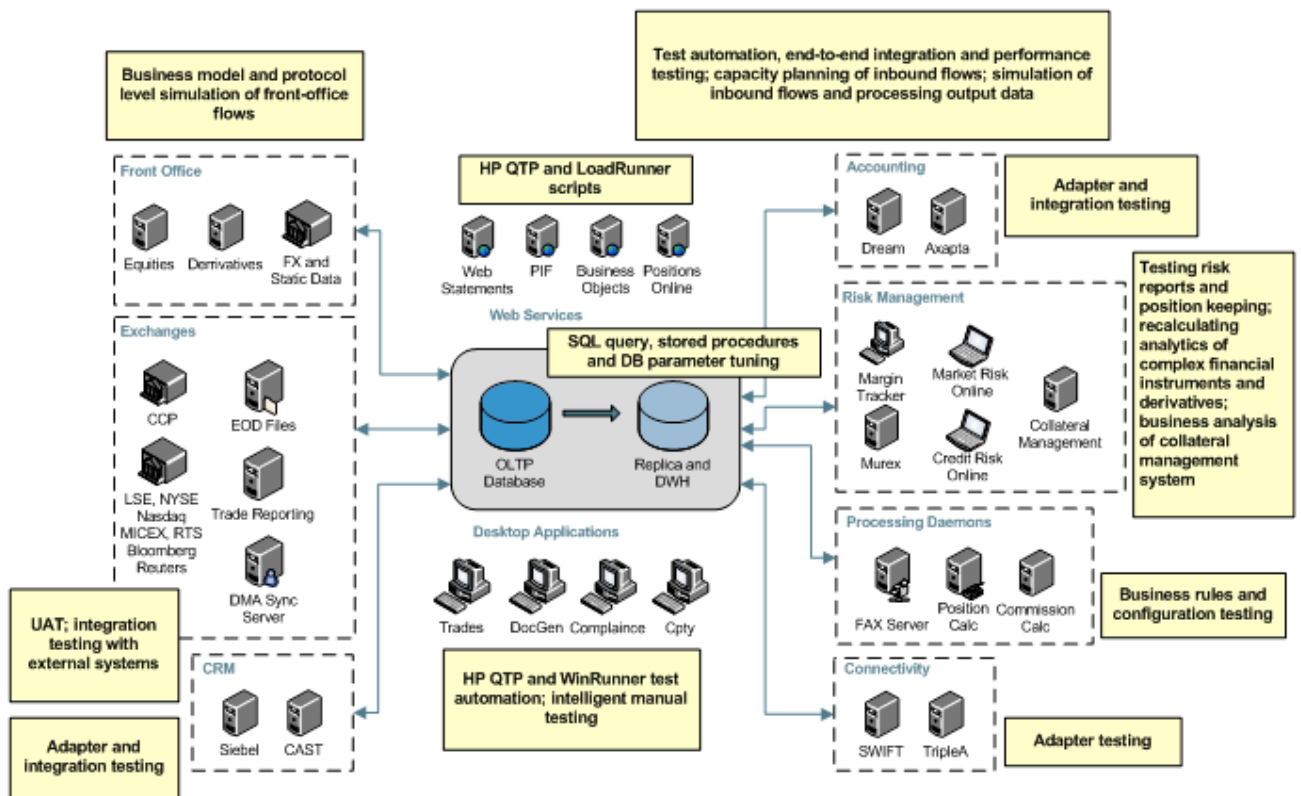 Business model and protocol
level simulation of front-office
flows
Test automation, end-to-end integration and performance
testing; capacity planning of inbound flows; simulation of
inbound flows and processing output data
Front Office
Equities
Derrivatives
FX and
Static Data
HP QTP and LoadRunner
scripts
Web
Statements
PIF
Business
Objects
Positions
Online
Web Services
Accounting
Dream
Axapta
Adapter and
integration testing
Exchanges
CCP
EOD Files
LSE, NYSE
Nasdaq
MICEX, RTS
Bloomberg
Reuters
Trade Reporting
DMA Sync
Server
SQL query, stored procedures
and DB parameter tuning
OLTP
Database
Replica and
DWH
Risk Management
Margin
Tracker
Market Risk
Online
Murex
Credit Risk
Online
Collateral
Management
Testing risk
reports and
position keeping;
recalculating
analytics of
complex financial
instruments and
derivatives;
business analysis
of collateral
management
system
Desktop Applications
Trades
DocGen
Complaince
Cpty
Processing Daemons
FAX Server
Position
Calc
Commission
Calc
Business rules and
configuration testing
UAT; integration
testing with
external systems
CRM
Siebel
CAST
Adapter and
integration testing
HP QTP and WinRunner test
automation; intelligent manual
testing
Connectivity
SWIFT
TripleA
Adapter testing